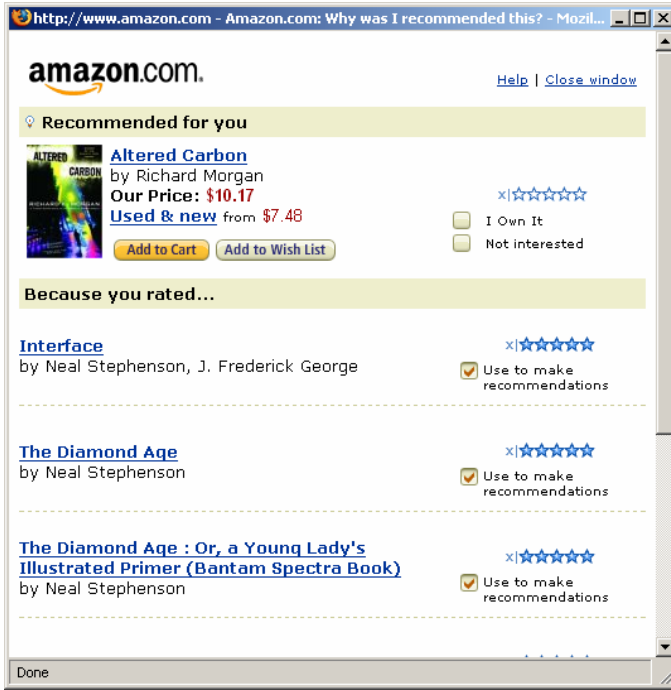 http://www.amazon.com - Amazon.com: Why was I recommended this? - Mozil...
amazon.com.
Help | Close window
Recommended for you
ALTERED CARBON
RICHARD K. MORGAN
Altered Carbon
by Richard Morgan
Our Price: $10.17
Used & new from $7.48
Add to Cart
Add to Wish List
x|
I Own It
Not interested
Because you rated...
Interface
by Neal Stephenson, J. Frederick George
x|
Use to make
recommendations
The Diamond Age
by Neal Stephenson
x|
Use to make
recommendations
The Diamond Age : Or, a Young Lady's
Illustrated Primer (Bantam Spectra Book)
by Neal Stephenson
x|
Use to make
recommendations
Done